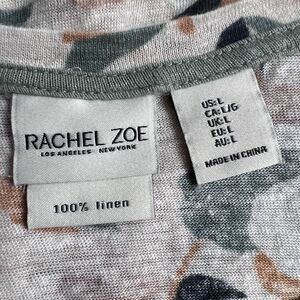 RACHEL ZOE
LOS ANGELES NEW YORK
100% linen
US: L
CA: L/G
UK: L
EU: L
AU: L
MADE IN CHINA